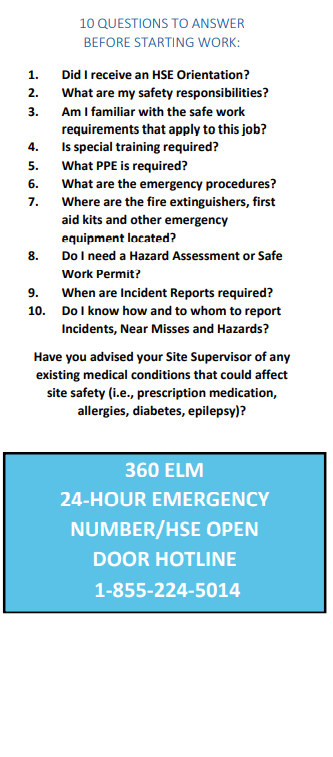 10 QUESTIONS TO ANSWER
BEFORE STARTING WORK:
1. Did I receive an HSE Orientation?
2. What are my safety responsibilities?
3. Am I familiar with the safe work
requirements that apply to this job?
4. Is special training required?
5. What PPE is required?
6. What are the emergency procedures?
7. Where are the fire extinguishers, first
aid kits and other emergency
equipment located?
8. Do I need a Hazard Assessment or Safe
Work Permit?
9. When are Incident Reports required?
10. Do I know how and to whom to report
Incidents, Near Misses and Hazards?
Have you advised your Site Supervisor of any
existing medical conditions that could affect
site safety (i.e., prescription medication,
allergies, diabetes, epilepsy)?
360 ELM
24-HOUR EMERGENCY
NUMBER/HSE OPEN
DOOR HOTLINE
1-855-224-5014